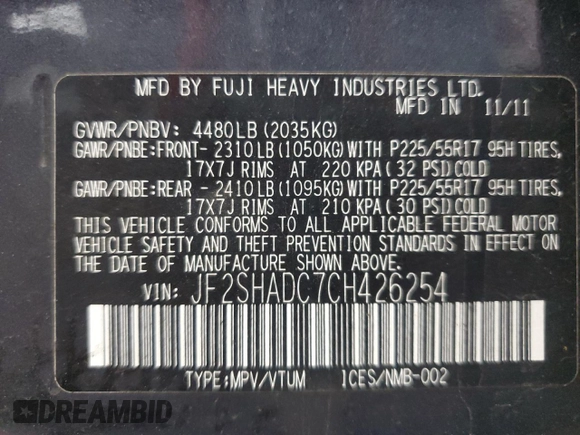 MFD BY FUJI HEAVY INDUSTRIES LTD.
MFD IN 11/11
GVWR/PNBV: 4480LB(2035KG)
GAWR/PNBE:FRONT- 2310LB(1050KG)WITH P225/55R17 95H TIRES,
17X7J RIMS AT 220 KPA(32 PSI)COLD
GAWR/PNBE:REAR - 2410LB(1095KG)WITH P225/55R17 95H TIRES,
17X7J RIMS AT 210 KPA(30 PSI)COLD
THIS VEHICLE CONFORMS TO ALL APPLICABLE FEDERAL MOTOR
VEHICLE SAFETY AND THEFT PREVENTION STANDARDS IN EFFECT ON
THE DATE OF MANUFACTURE SHOWN ABOVE.
VIN: JF2SHADC7CH426254
TYPE:MPV/VTUM ICES/NMB-002
DREAMBID